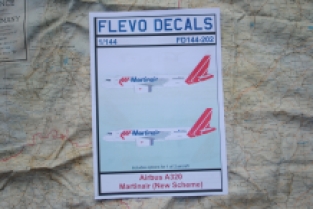 FLEVO DECALS
1/144 FD144-202
Martinair
Martinair
Airbus A320
Martinair (New Scheme)